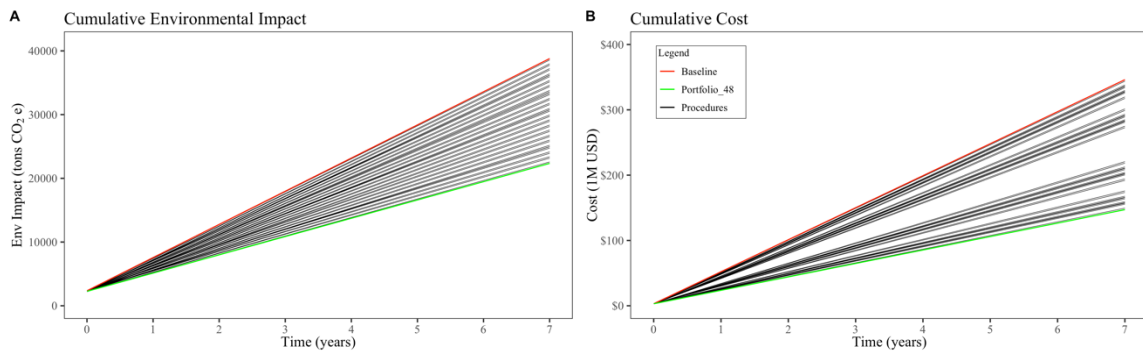 A
Cumulative Environmental Impact
Env Impact (tons CO2 e)
40000
30000
20000
10000
0
0 1 2 3 4 5 6 7
Time (years)
B
Cumulative Cost
Cost (1M USD)
$400
$300
$200
$100
$0
Legend
Baseline
Portfolio_48
Procedures
0 1 2 3 4 5 6 7
Time (years)